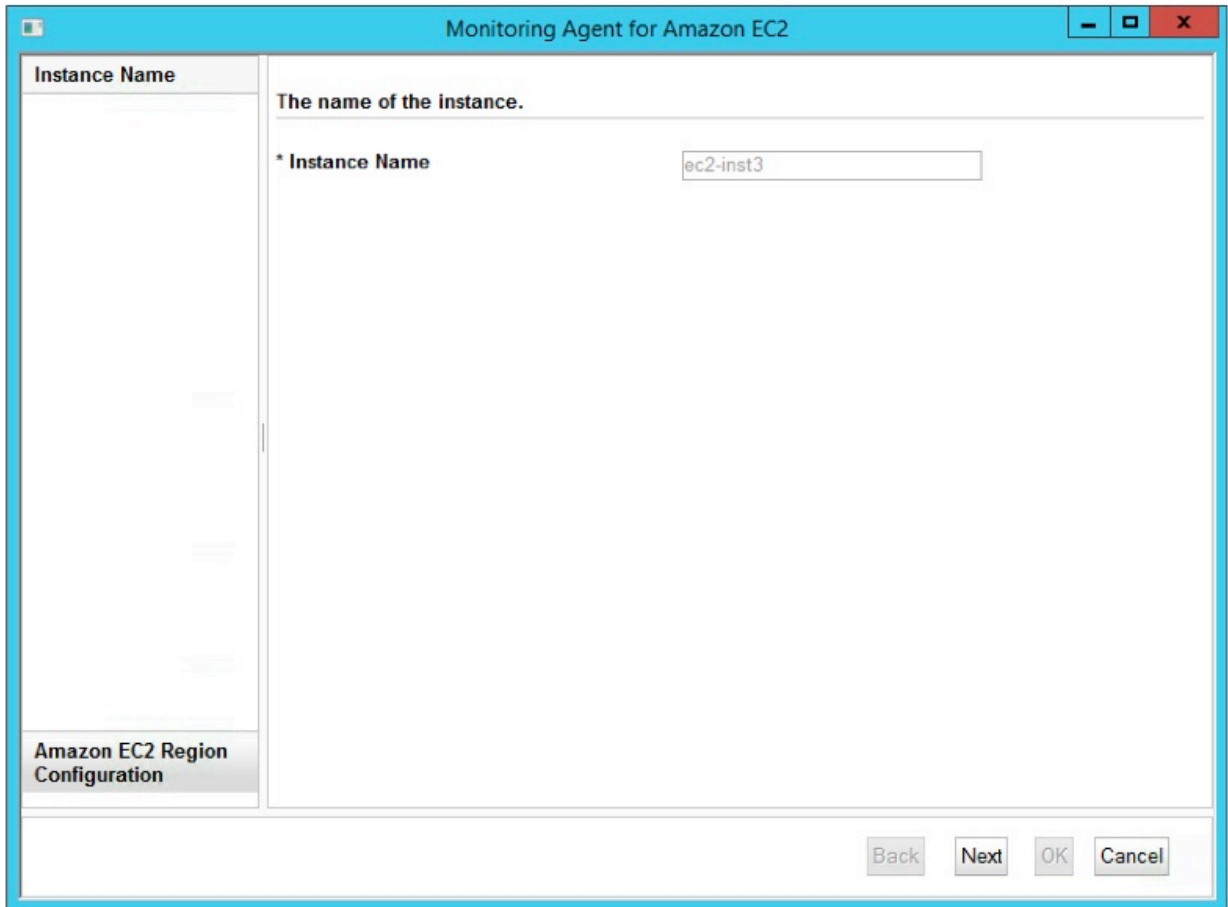 Monitoring Agent for Amazon EC2
Instance Name
The name of the instance.
* Instance Name
ec2-inst3
Amazon EC2 Region
Configuration
Back Next OK Cancel